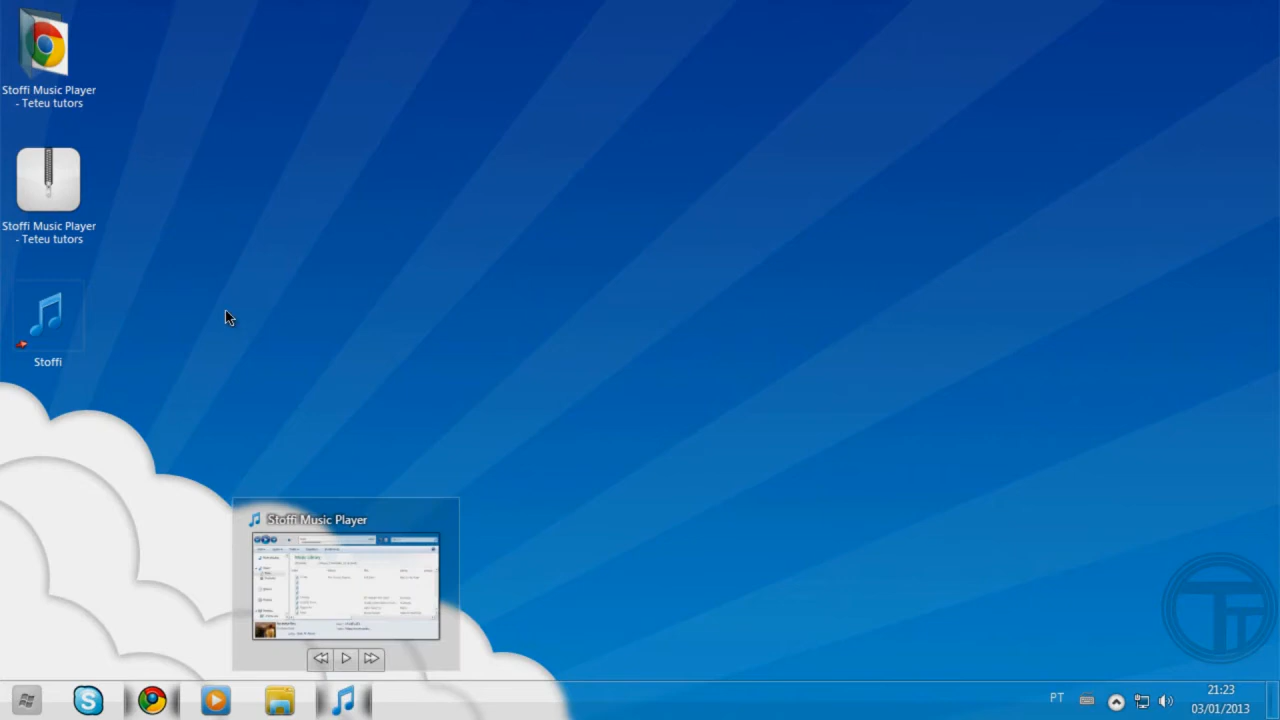 Stoffi Music Player
- Teteu tutors
Stoffi Music Player
- Teteu tutors
Stoffi
Stoffi Music Player
PT
21:23
03/01/2013